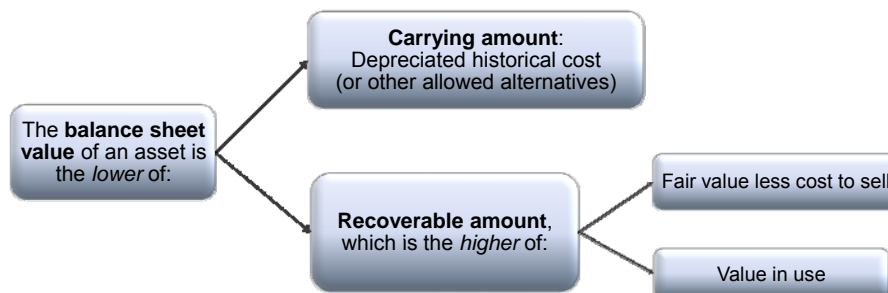 Carrying amount:
Depreciated historical cost
(or other allowed alternatives)
The balance sheet
value of an asset is
the lower of:
Recoverable amount,
which is the higher of:
Fair value less cost to sell
Value in use